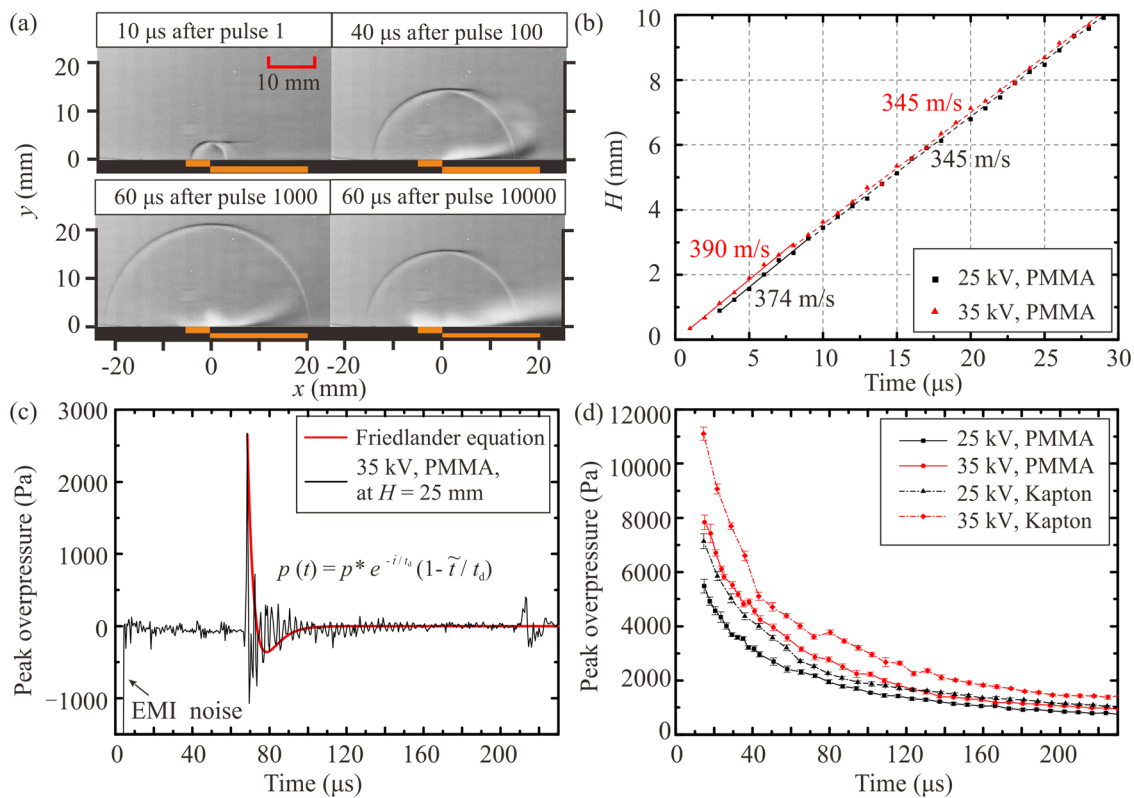 (a)
10 μs after pulse 1
40 μs after pulse 100
10 mm
20
10
0
60 μs after pulse 1000
60 μs after pulse 10000
20
10
0
y (mm)
-20
0
20
-20
0
20
x (mm)
(b)
10
8
6
4
2
0
H (mm)
345 m/s
345 m/s
390 m/s
374 m/s
25 kV, PMMA
35 kV, PMMA
0
5
10
15
20
25
30
Time (μs)
(c)
3000
2000
1000
0
−1000
Peak overpressure (Pa)
Friedlander equation
35 kV, PMMA,
at H = 25 mm
p (t) = p* e -t̃/td (1- t̃ / td)
EMI noise
0
40
80
120
160
200
Time (μs)
(d)
12000
10000
8000
6000
4000
2000
0
Peak overpressure (Pa)
25 kV, PMMA
35 kV, PMMA
25 kV, Kapton
35 kV, Kapton
0
40
80
120
160
200
Time (μs)